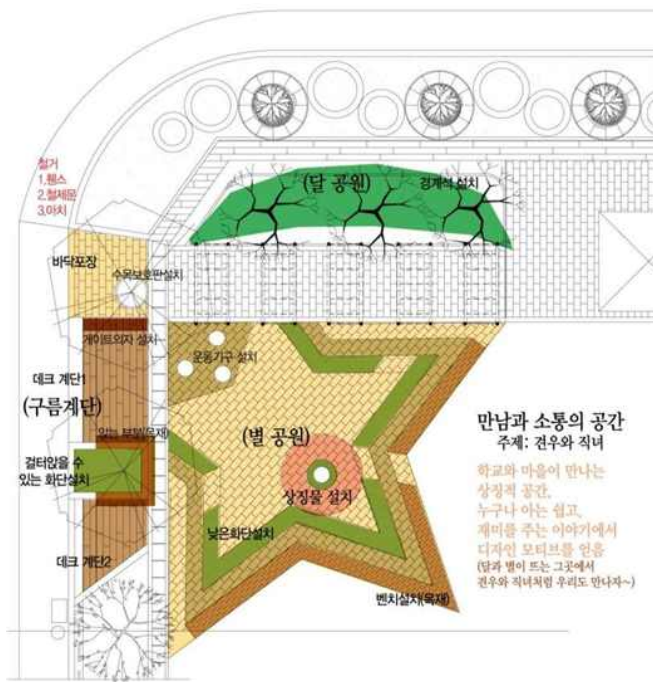 철거
1.휀스
2.철제문
3.아치
(달 공원)
경계석 설치
바닥포장
수목보호판설치
게이트의자 설치
운동기구 설치
데크 계단1
(구름계단)
앉는 부분(목재)
걸터앉을 수
있는 화단설치
데크 계단2
(별 공원)
상징물 설치
낮은화단설치
벤치설치(목재)
만남과 소통의 공간
주제: 견우와 직녀
학교와 마을이 만나는
상징적 공간,
누구나 아는 쉽고,
재미를 주는 이야기에서
디자인 모티브를 얻음
(달과 별이 뜨는 그곳에서
견우와 직녀처럼 우리도 만나자~)